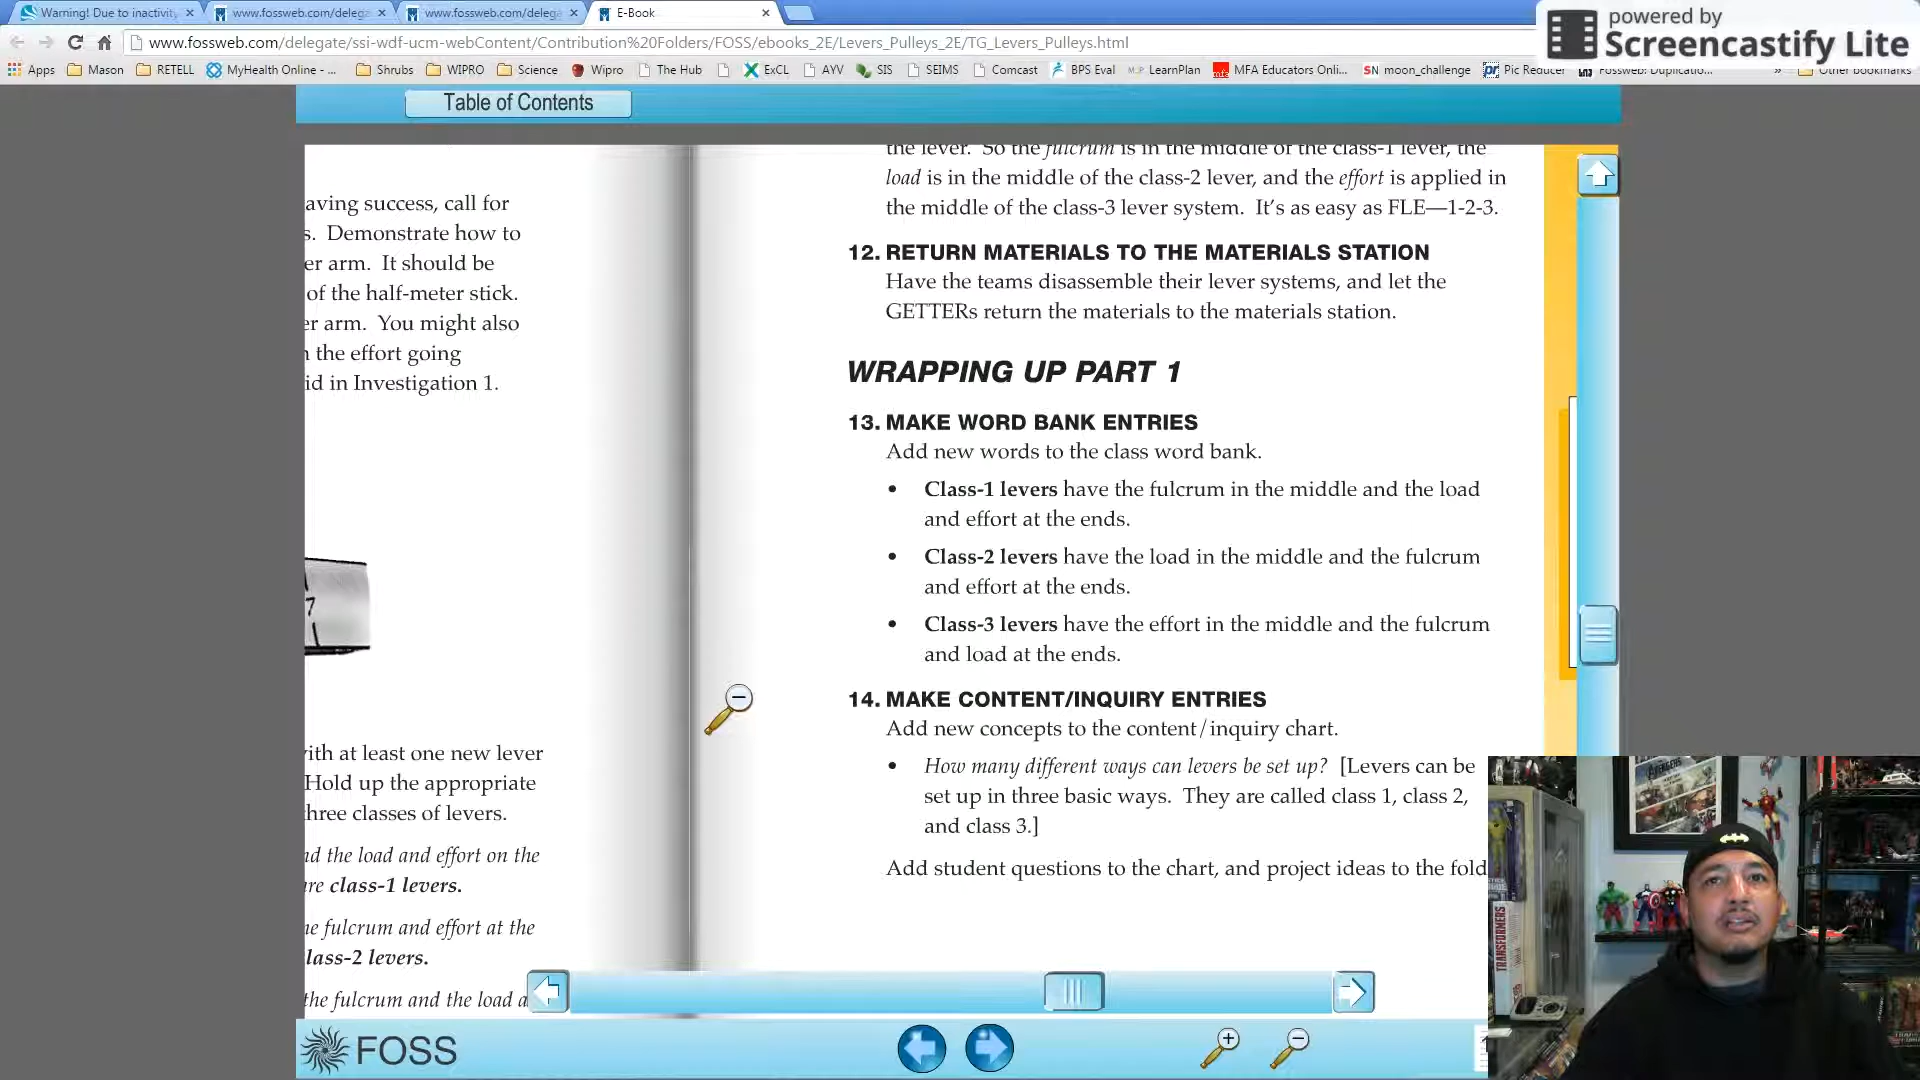 Warning! Due to inactivit
www.fossweb.com/deleg
www.fossweb.com/delega
E-Book
powered by
Screencastify Lite
www.fossweb.com/delegate/ssi-wdf-ucm-webContent/Contribution%20Folders/FOSS/ebooks_2E/Levers_Pulleys_2E/TG_Levers_Pulleys.html
Apps Mason RETELL MyHealth Online - ... Shrubs WIPRO Science Wipro The Hub ExCL AYV SIS SEIMS Comcast BPS Eval LearnPlan MFA Educators Onli... SN moon_challenge pr Pic Reducer Fossweb: Duplicatio... » Other bookmarks
Table of Contents
aving success, call for
s. Demonstrate how to
er arm. It should be
of the half-meter stick.
er arm. You might also
n the effort going
id in Investigation 1.
7
ith at least one new lever
Hold up the appropriate
three classes of levers.
nd the load and effort on the
are class-1 levers.
he fulcrum and effort at the
lass-2 levers.
the fulcrum and the load a
the lever. So the fulcrum is in the middle of the class-1 lever, the
load is in the middle of the class-2 lever, and the effort is applied in
the middle of the class-3 lever system. It's as easy as FLE—1-2-3.
12. RETURN MATERIALS TO THE MATERIALS STATION
Have the teams disassemble their lever systems, and let the
GETTERs return the materials to the materials station.
WRAPPING UP PART 1
13. MAKE WORD BANK ENTRIES
Add new words to the class word bank.
• Class-1 levers have the fulcrum in the middle and the load
and effort at the ends.
• Class-2 levers have the load in the middle and the fulcrum
and effort at the ends.
• Class-3 levers have the effort in the middle and the fulcrum
and load at the ends.
14. MAKE CONTENT/INQUIRY ENTRIES
Add new concepts to the content/inquiry chart.
• How many different ways can levers be set up? [Levers can be
set up in three basic ways. They are called class 1, class 2,
and class 3.]
Add student questions to the chart, and project ideas to the fold
FOSS
AVENGERS
TRANSFORMERS